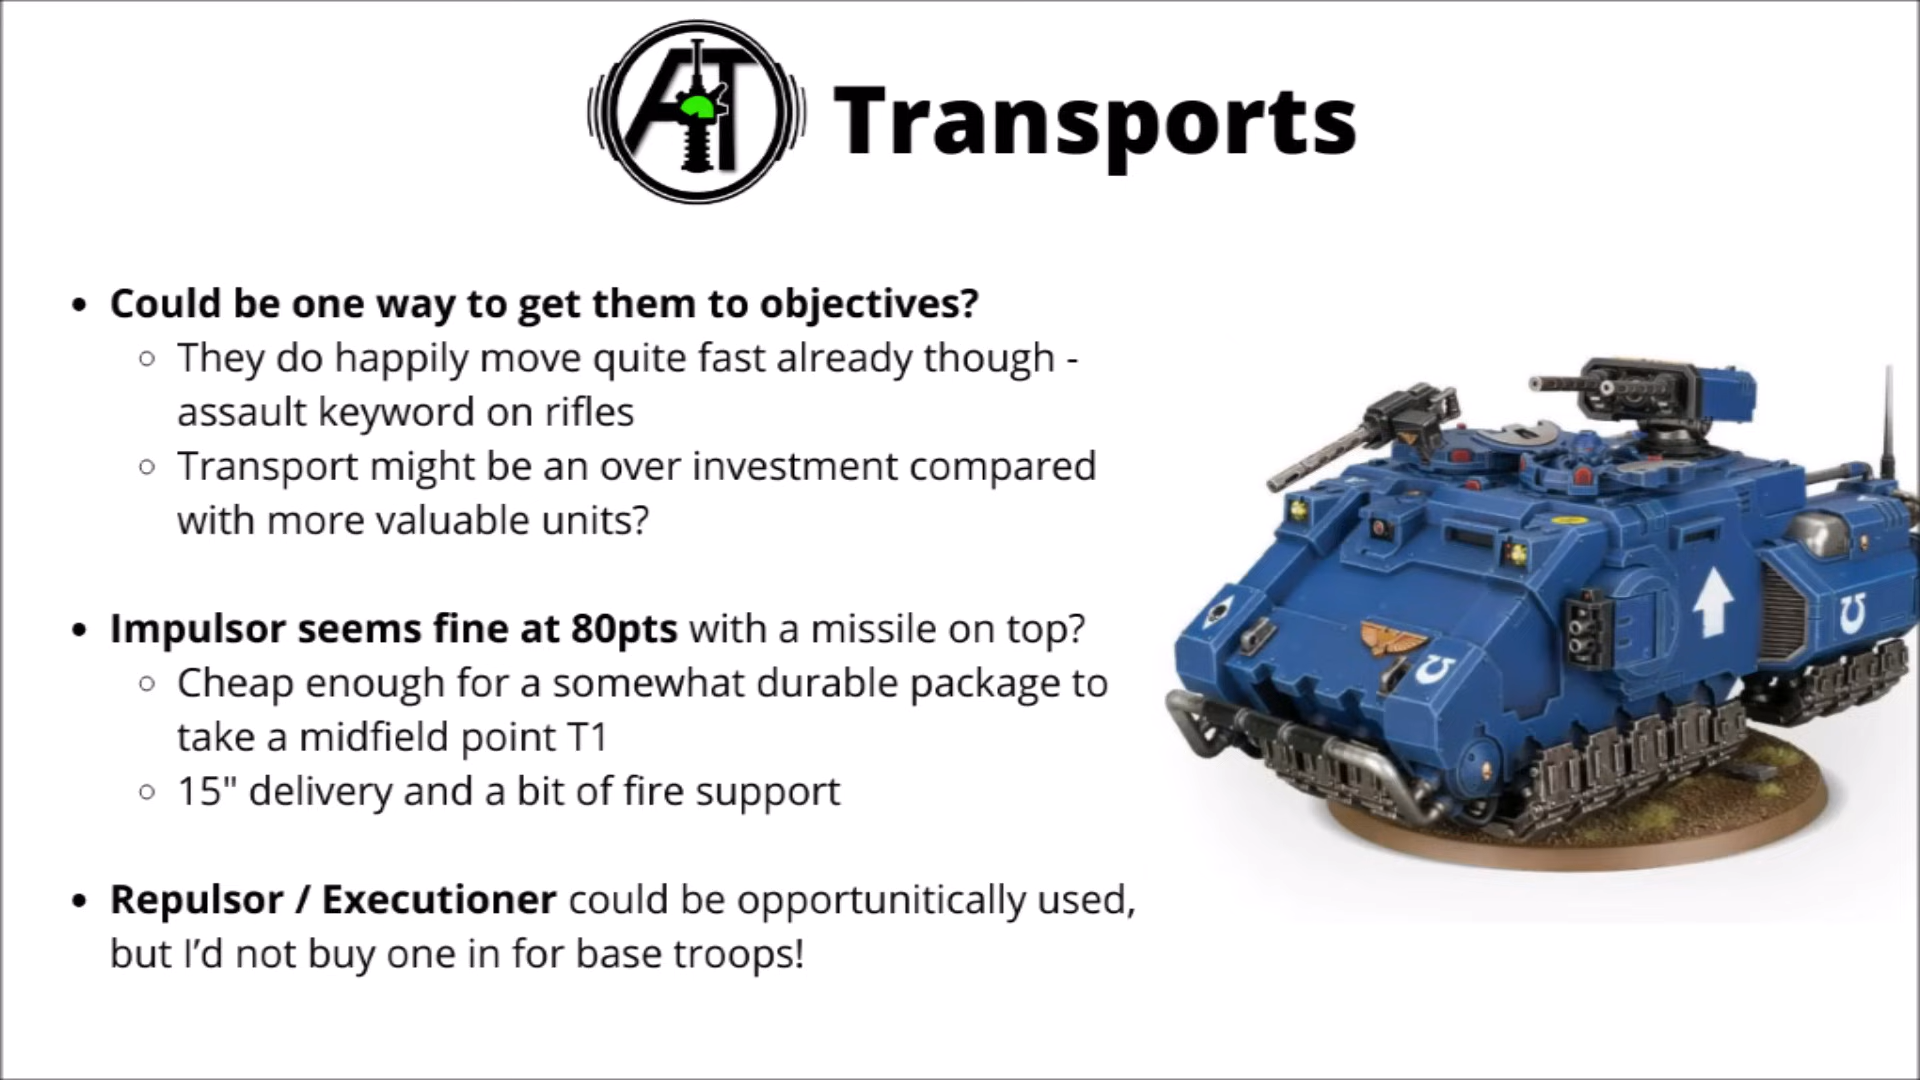 AT Transports
• Could be one way to get them to objectives?
○ They do happily move quite fast already though -
assault keyword on rifles
○ Transport might be an over investment compared
with more valuable units?
• Impulsor seems fine at 80pts with a missile on top?
○ Cheap enough for a somewhat durable package to
take a midfield point T1
○ 15" delivery and a bit of fire support
• Repulsor / Executioner could be opportunitically used,
but I’d not buy one in for base troops!